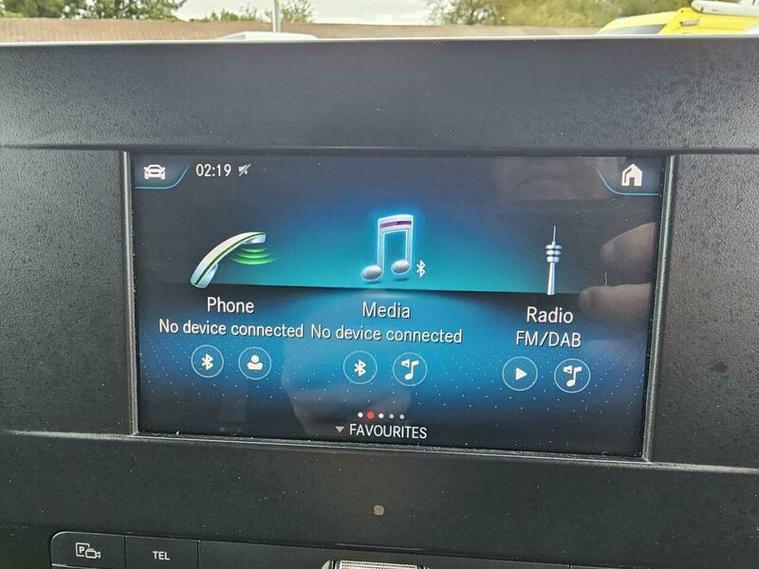 02:19
Phone
No device connected
Media
No device connected
Radio
FM/DAB
FAVOURITES
P
TEL